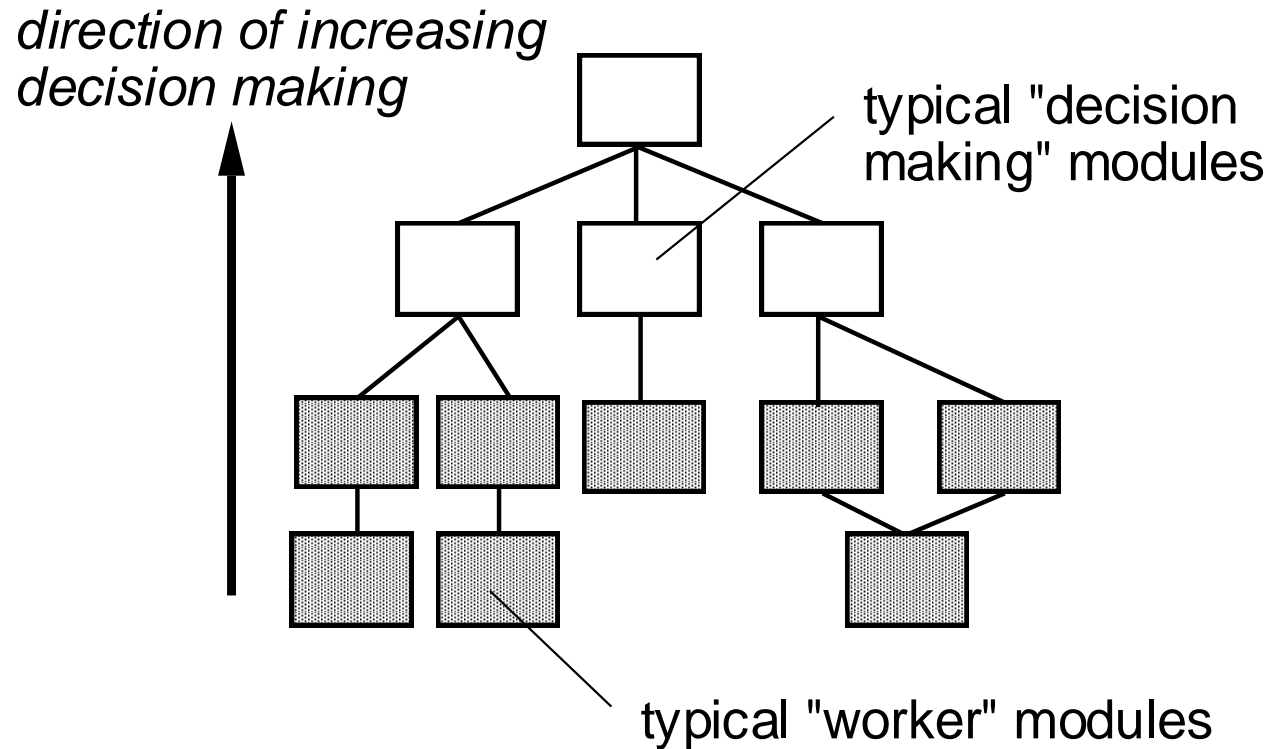 direction of increasing
decision making
typical "decision
making" modules
typical "worker" modules